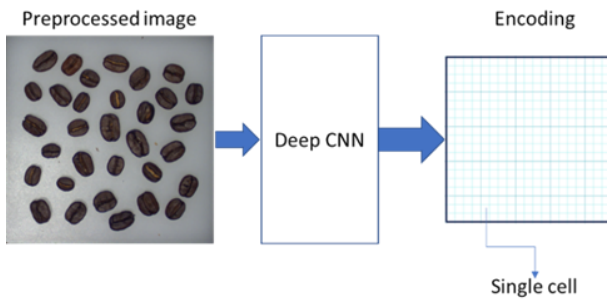 Preprocessed image
Encoding
Deep CNN
Single cell